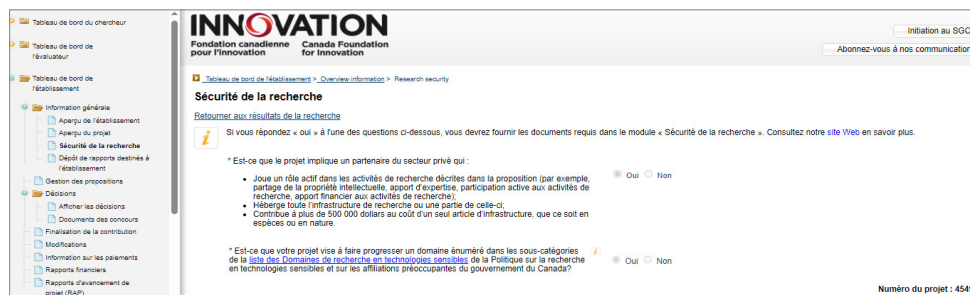 Tableau de bord du chercheur
Tableau de bord de
l'évaluateur
Tableau de bord de
l'établissement
Information générale
Aperçu de l'établissement
Aperçu du projet
Sécurité de la recherche
Dépôt de rapports destinés à
l'établissement
Gestion des propositions
Décisions
Afficher les décisions
Documents des concours
Finalisation de la contribution
Modifications
Information sur les paiements
Rapports financiers
Rapports d'avancement de
projet (RAP)
INNOVATION
Fondation canadienne Canada Foundation
pour l'innovation for Innovation
Initiation au SGC
Abonnez-vous à nos communication
Tableau de bord de l'établissement > Overview information > Research security
Sécurité de la recherche
Retourner aux résultats de la recherche
Si vous répondez « oui » à l'une des questions ci-dessous, vous devrez fournir les documents requis dans le module « Sécurité de la recherche ». Consultez notre site Web en savoir plus.
* Est-ce que le projet implique un partenaire du secteur privé qui :
• Joue un rôle actif dans les activités de recherche décrites dans la proposition (par exemple,
partage de la propriété intellectuelle, apport d'expertise, participation active aux activités de
recherche, apport financier aux activités de recherche);
• Héberge toute l'infrastructure de recherche ou une partie de celle-ci;
• Contribue à plus de 500 000 dollars au coût d'un seul article d'infrastructure, que ce soit en
espèces ou en nature.
Oui Non
* Est-ce que votre projet vise à faire progresser un domaine énuméré dans les sous-catégories
de la liste des Domaines de recherche en technologies sensibles de la Politique sur la recherche
en technologies sensibles et sur les affiliations préoccupantes du gouvernement du Canada?
Oui Non
Numéro du projet : 4549